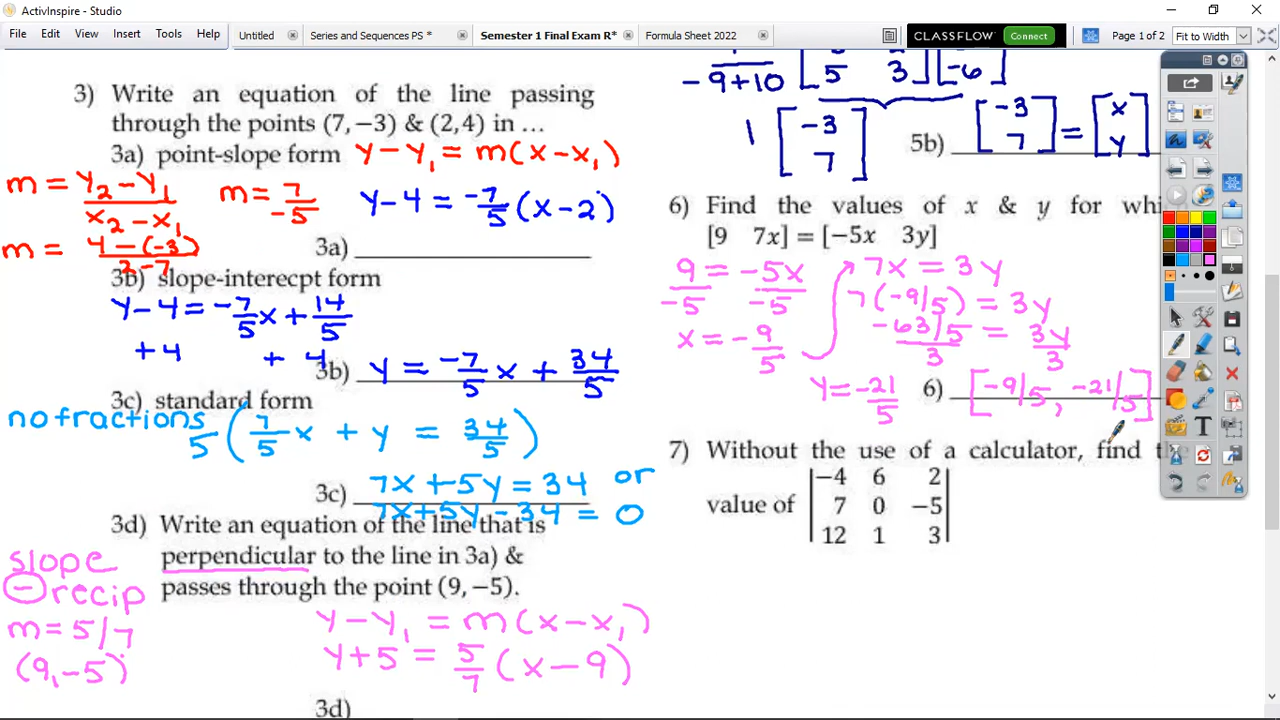 ActivInspire - Studio
File Edit View Insert Tools Help
Untitled
Series and Sequences PS *
Semester 1 Final Exam R*
Formula Sheet 2022
CLASSFLOW Connect
Page 1 of 2
Fit to Width
3) Write an equation of the line passing
through the points (7, −3) & (2, 4) in …
3a) point-slope form y − y₁ = m(x − x₁)
m = y₂ − y₁ / x₂ − x₁
m = 7/−5
y − 4 = −7/5 (x − 2)
m = 4 − (−3) / 2 − 7
3a)
3b) slope-interecpt form
y − 4 = −7/5 x + 14/5
+4 + 4
3b) y = −7/5 x + 34/5
3c) standard form
no fractions 5(7/5 x + y = 34/5)
3c) 7x + 5y = 34 or
7x + 5y − 34 = 0
3d) Write an equation of the line that is
perpendicular to the line in 3a) &
passes through the point (9, −5).
slope
− recip
m = 5/7
(9, −5)
y − y₁ = m(x − x₁)
y + 5 = 5/7 (x − 9)
3d)
−9+10 [5 3] [−6]
1 [−3 7]
5b) [−3 7] = [x y]
6) Find the values of x & y for
[9 7x] = [−5x 3y]
9/−5 = −5x/−5
x = −9/5
7x = 3y
7(−9/5) = 3y
−63/5 / 3 = 3y/3
y = −21/5
6) [−9/5, −21/5]
7) Without the use of a calculator, find the
value of |−4 6 2|
|7 0 −5|
|12 1 3|